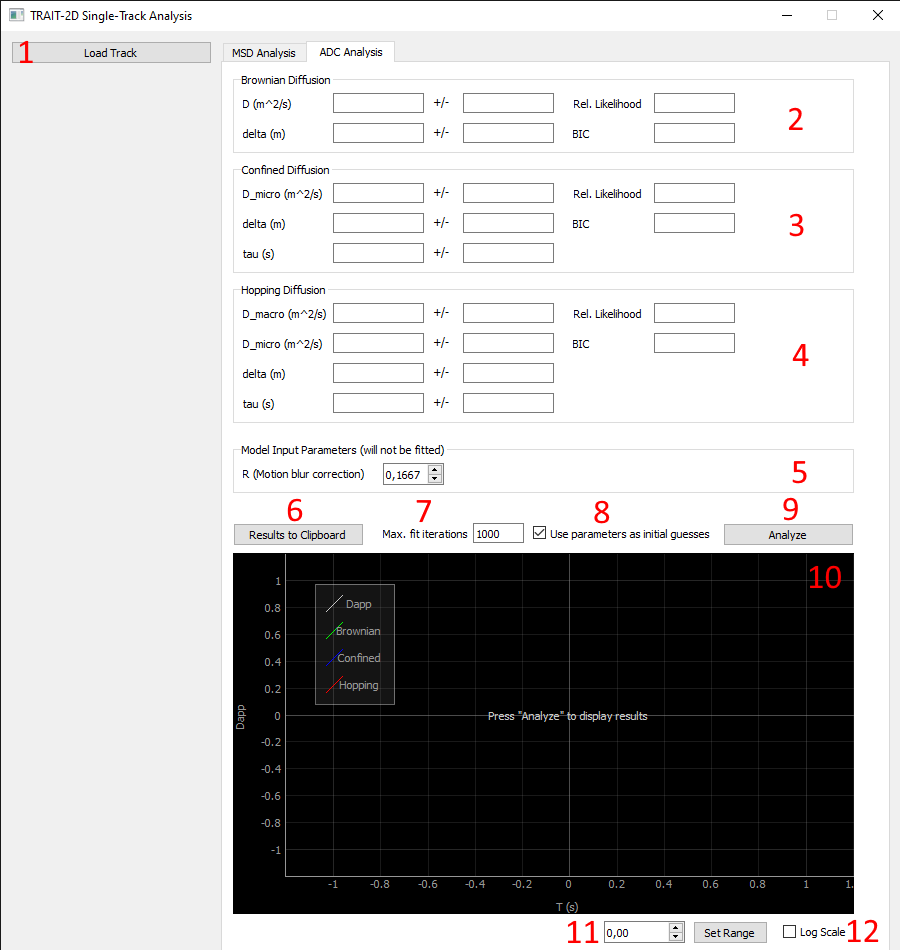 TRAIT-2D Single-Track Analysis
1 Load Track
MSD Analysis ADC Analysis
Brownian Diffusion
D (m^2/s) +/- Rel. Likelihood
2
delta (m) +/- BIC
Confined Diffusion
D_micro (m^2/s) +/- Rel. Likelihood
delta (m) +/- BIC
3
tau (s) +/-
Hopping Diffusion
D_macro (m^2/s) +/- Rel. Likelihood
D_micro (m^2/s) +/- BIC
4
delta (m) +/-
tau (s) +/-
Model Input Parameters (will not be fitted)
R (Motion blur correction) 0,1667 5
6 7 8 9
Results to Clipboard Max. fit iterations 1000 Use parameters as initial guesses Analyze
10
1
0.8
0.6
0.4
0.2
0
-0.2
-0.4
-0.6
-0.8
-1
Dapp
Brownian
Confined
Hopping
Dapp
Press "Analyze" to display results
-1 -0.8 -0.6 -0.4 -0.2 0 0.2 0.4 0.6 0.8 1 1.
T (s)
11 0,00 Set Range Log Scale 12